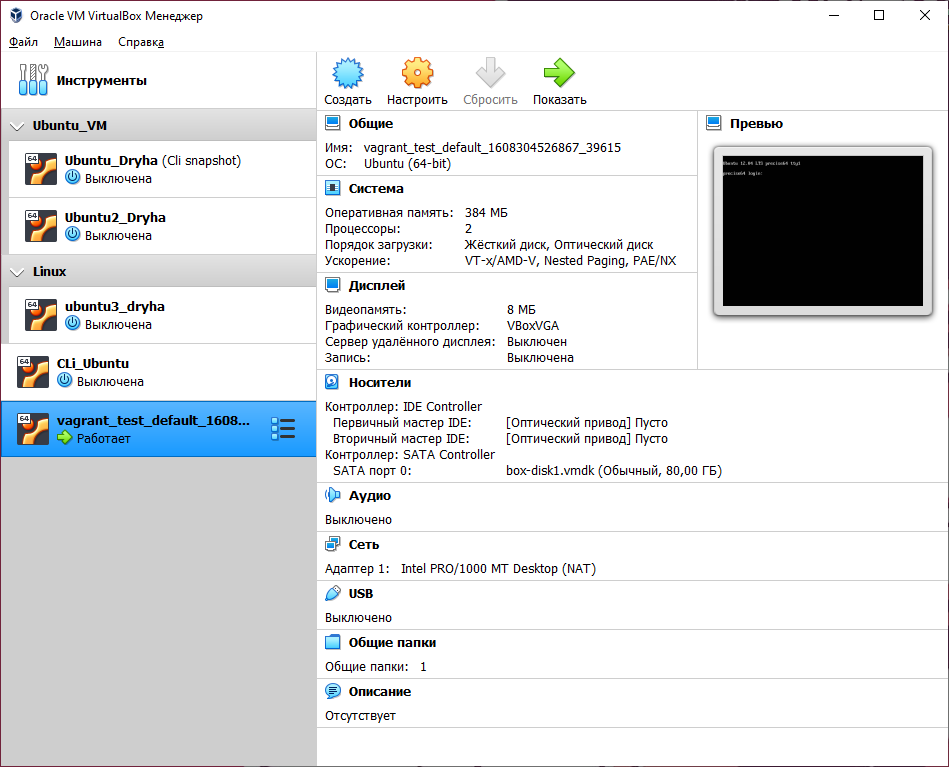 Oracle VM VirtualBox Менеджер
Файл Машина Справка
Инструменты
Создать Настроить Сбросить Показать
Ubuntu_VM
64
Ubuntu_Dryha (Cli snapshot)
Выключена
64
Ubuntu2_Dryha
Выключена
Linux
64
ubuntu3_dryha
Выключена
64
CLi_Ubuntu
Выключена
64
vagrant_test_default_1608...
Работает
Общие
Имя: vagrant_test_default_1608304526867_39615
ОС: Ubuntu (64-bit)
Система
Оперативная память: 384 МБ
Процессоры: 2
Порядок загрузки: Жёсткий диск, Оптический диск
Ускорение: VT-x/AMD-V, Nested Paging, PAE/NX
Дисплей
Видеопамять: 8 МБ
Графический контроллер: VBoxVGA
Сервер удалённого дисплея: Выключен
Запись: Выключена
Превью
Ubuntu 12.04 LTS precise64 tty1
precise64 login:
Носители
Контроллер: IDE Controller
Первичный мастер IDE: [Оптический привод] Пусто
Вторичный мастер IDE: [Оптический привод] Пусто
Контроллер: SATA Controller
SATA порт 0: box-disk1.vmdk (Обычный, 80,00 ГБ)
Аудио
Выключено
Сеть
Адаптер 1: Intel PRO/1000 MT Desktop (NAT)
USB
Выключено
Общие папки
Общие папки: 1
Описание
Отсутствует